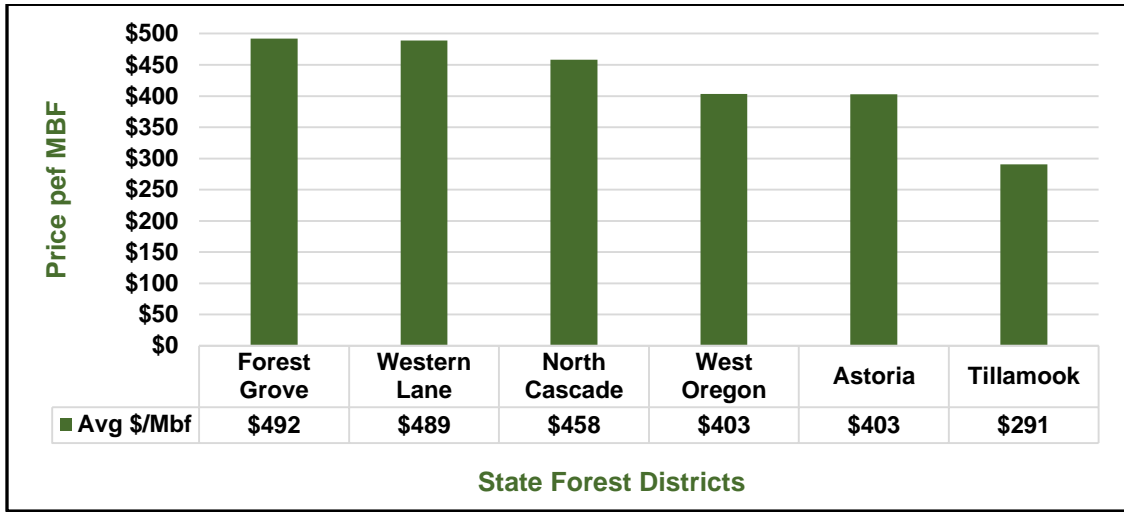 $500
$450
$400
$350
$300
$250
$200
$150
$100
$50
$0
Price pef MBF
Forest Grove
Western Lane
North Cascade
West Oregon
Astoria
Tillamook
Avg $/Mbf $492 $489 $458 $403 $403 $291
State Forest Districts